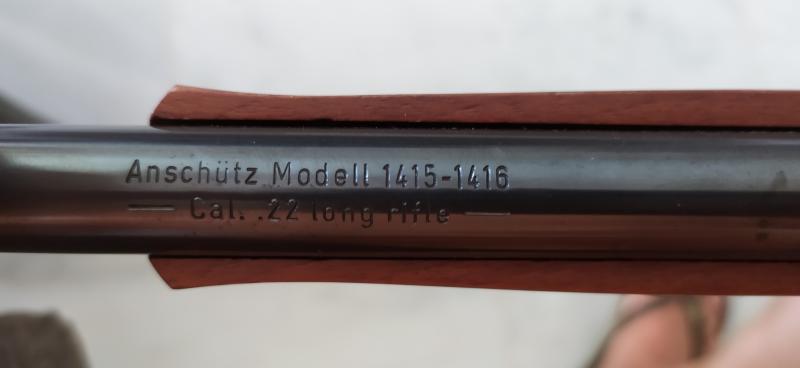 Anschütz Modell 1415-1416
— Cal. .22 long rifle —